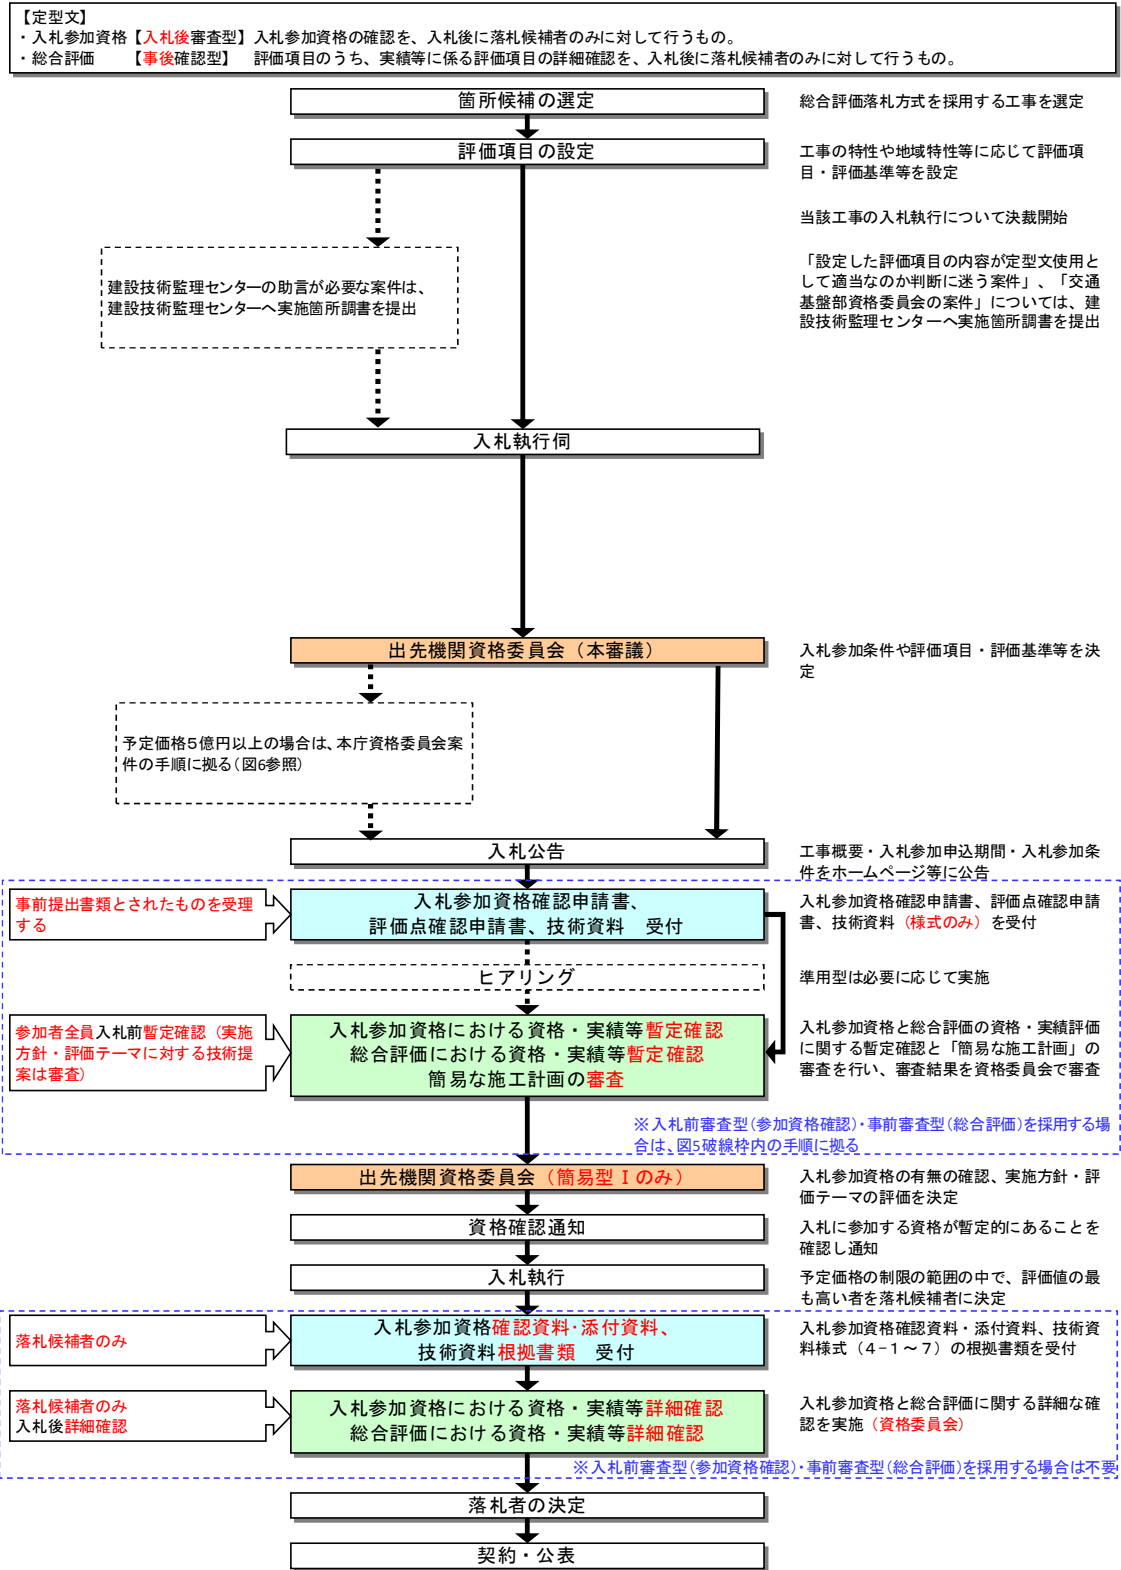 【定型文】
・入札参加資格【入札後審査型】入札参加資格の確認を、入札後に落札候補者のみに対して行うもの。
・総合評価　　【事後確認型】　評価項目のうち、実績等に係る評価項目の詳細確認を、入札後に落札候補者のみに対して行うもの。
箇所候補の選定
総合評価落札方式を採用する工事を選定
評価項目の設定
工事の特性や地域特性等に応じて評価項
目・評価基準等を設定
当該工事の入札執行について決裁開始
建設技術監理センターの助言が必要な案件は、
建設技術監理センターへ実施箇所調書を提出
「設定した評価項目の内容が定型文使用と
して適当なのか判断に迷う案件」、「交通
基盤部資格委員会の案件」については、建
設技術監理センターへ実施箇所調書を提出
入札執行伺
出先機関資格委員会（本審議）
入札参加条件や評価項目・評価基準等を決
定
予定価格５億円以上の場合は、本庁資格委員会案
件の手順に拠る（図6参照）
入札公告
工事概要・入札参加申込期間・入札参加条
件をホームページ等に公告
事前提出書類とされたものを受理
する
入札参加資格確認申請書、
評価点確認申請書、技術資料　受付
入札参加資格確認申請書、評価点確認申請
書、技術資料（様式のみ）を受付
ヒアリング
準用型は必要に応じて実施
参加者全員入札前暫定確認（実施
方針・評価テーマに対する技術提
案は審査）
入札参加資格における資格・実績等暫定確認
総合評価における資格・実績等暫定確認
簡易な施工計画の審査
入札参加資格と総合評価の資格・実績評価
に関する暫定確認と「簡易な施工計画」の
審査を行い、審査結果を資格委員会で審査
※入札前審査型（参加資格確認）・事前審査型（総合評価）を採用する場
合は、図5破線枠内の手順に拠る
出先機関資格委員会（簡易型Ⅰのみ）
入札参加資格の有無の確認、実施方針・評
価テーマの評価を決定
資格確認通知
入札に参加する資格が暫定的にあることを
確認し通知
入札執行
予定価格の制限の範囲の中で、評価値の最
も高い者を落札候補者に決定
落札候補者のみ
入札参加資格確認資料・添付資料、
技術資料根拠書類　受付
入札参加資格確認資料・添付資料、技術資
料様式（４−１～７）の根拠書類を受付
落札候補者のみ
入札後詳細確認
入札参加資格における資格・実績等詳細確認
総合評価における資格・実績等詳細確認
入札参加資格と総合評価に関する詳細な確
認を実施（資格委員会）
※入札前審査型（参加資格確認）・事前審査型（総合評価）を採用する場合は不要
落札者の決定
契約・公表